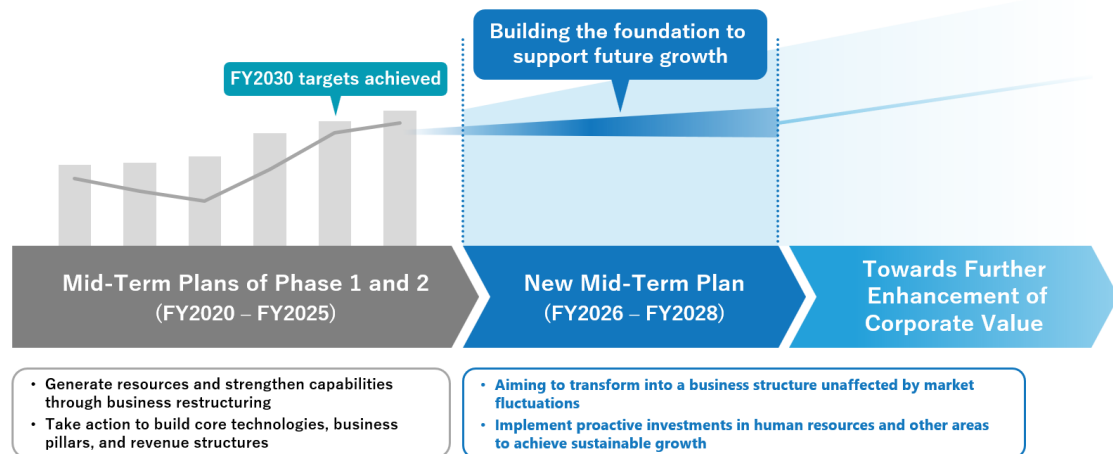 Building the foundation to
support future growth
FY2030 targets achieved
Mid-Term Plans of Phase 1 and 2
(FY2020 – FY2025)
New Mid-Term Plan
(FY2026 – FY2028)
Towards Further
Enhancement of
Corporate Value
• Generate resources and strengthen capabilities
through business restructuring
• Take action to build core technologies, business
pillars, and revenue structures
• Aiming to transform into a business structure unaffected by market
fluctuations
• Implement proactive investments in human resources and other areas
to achieve sustainable growth